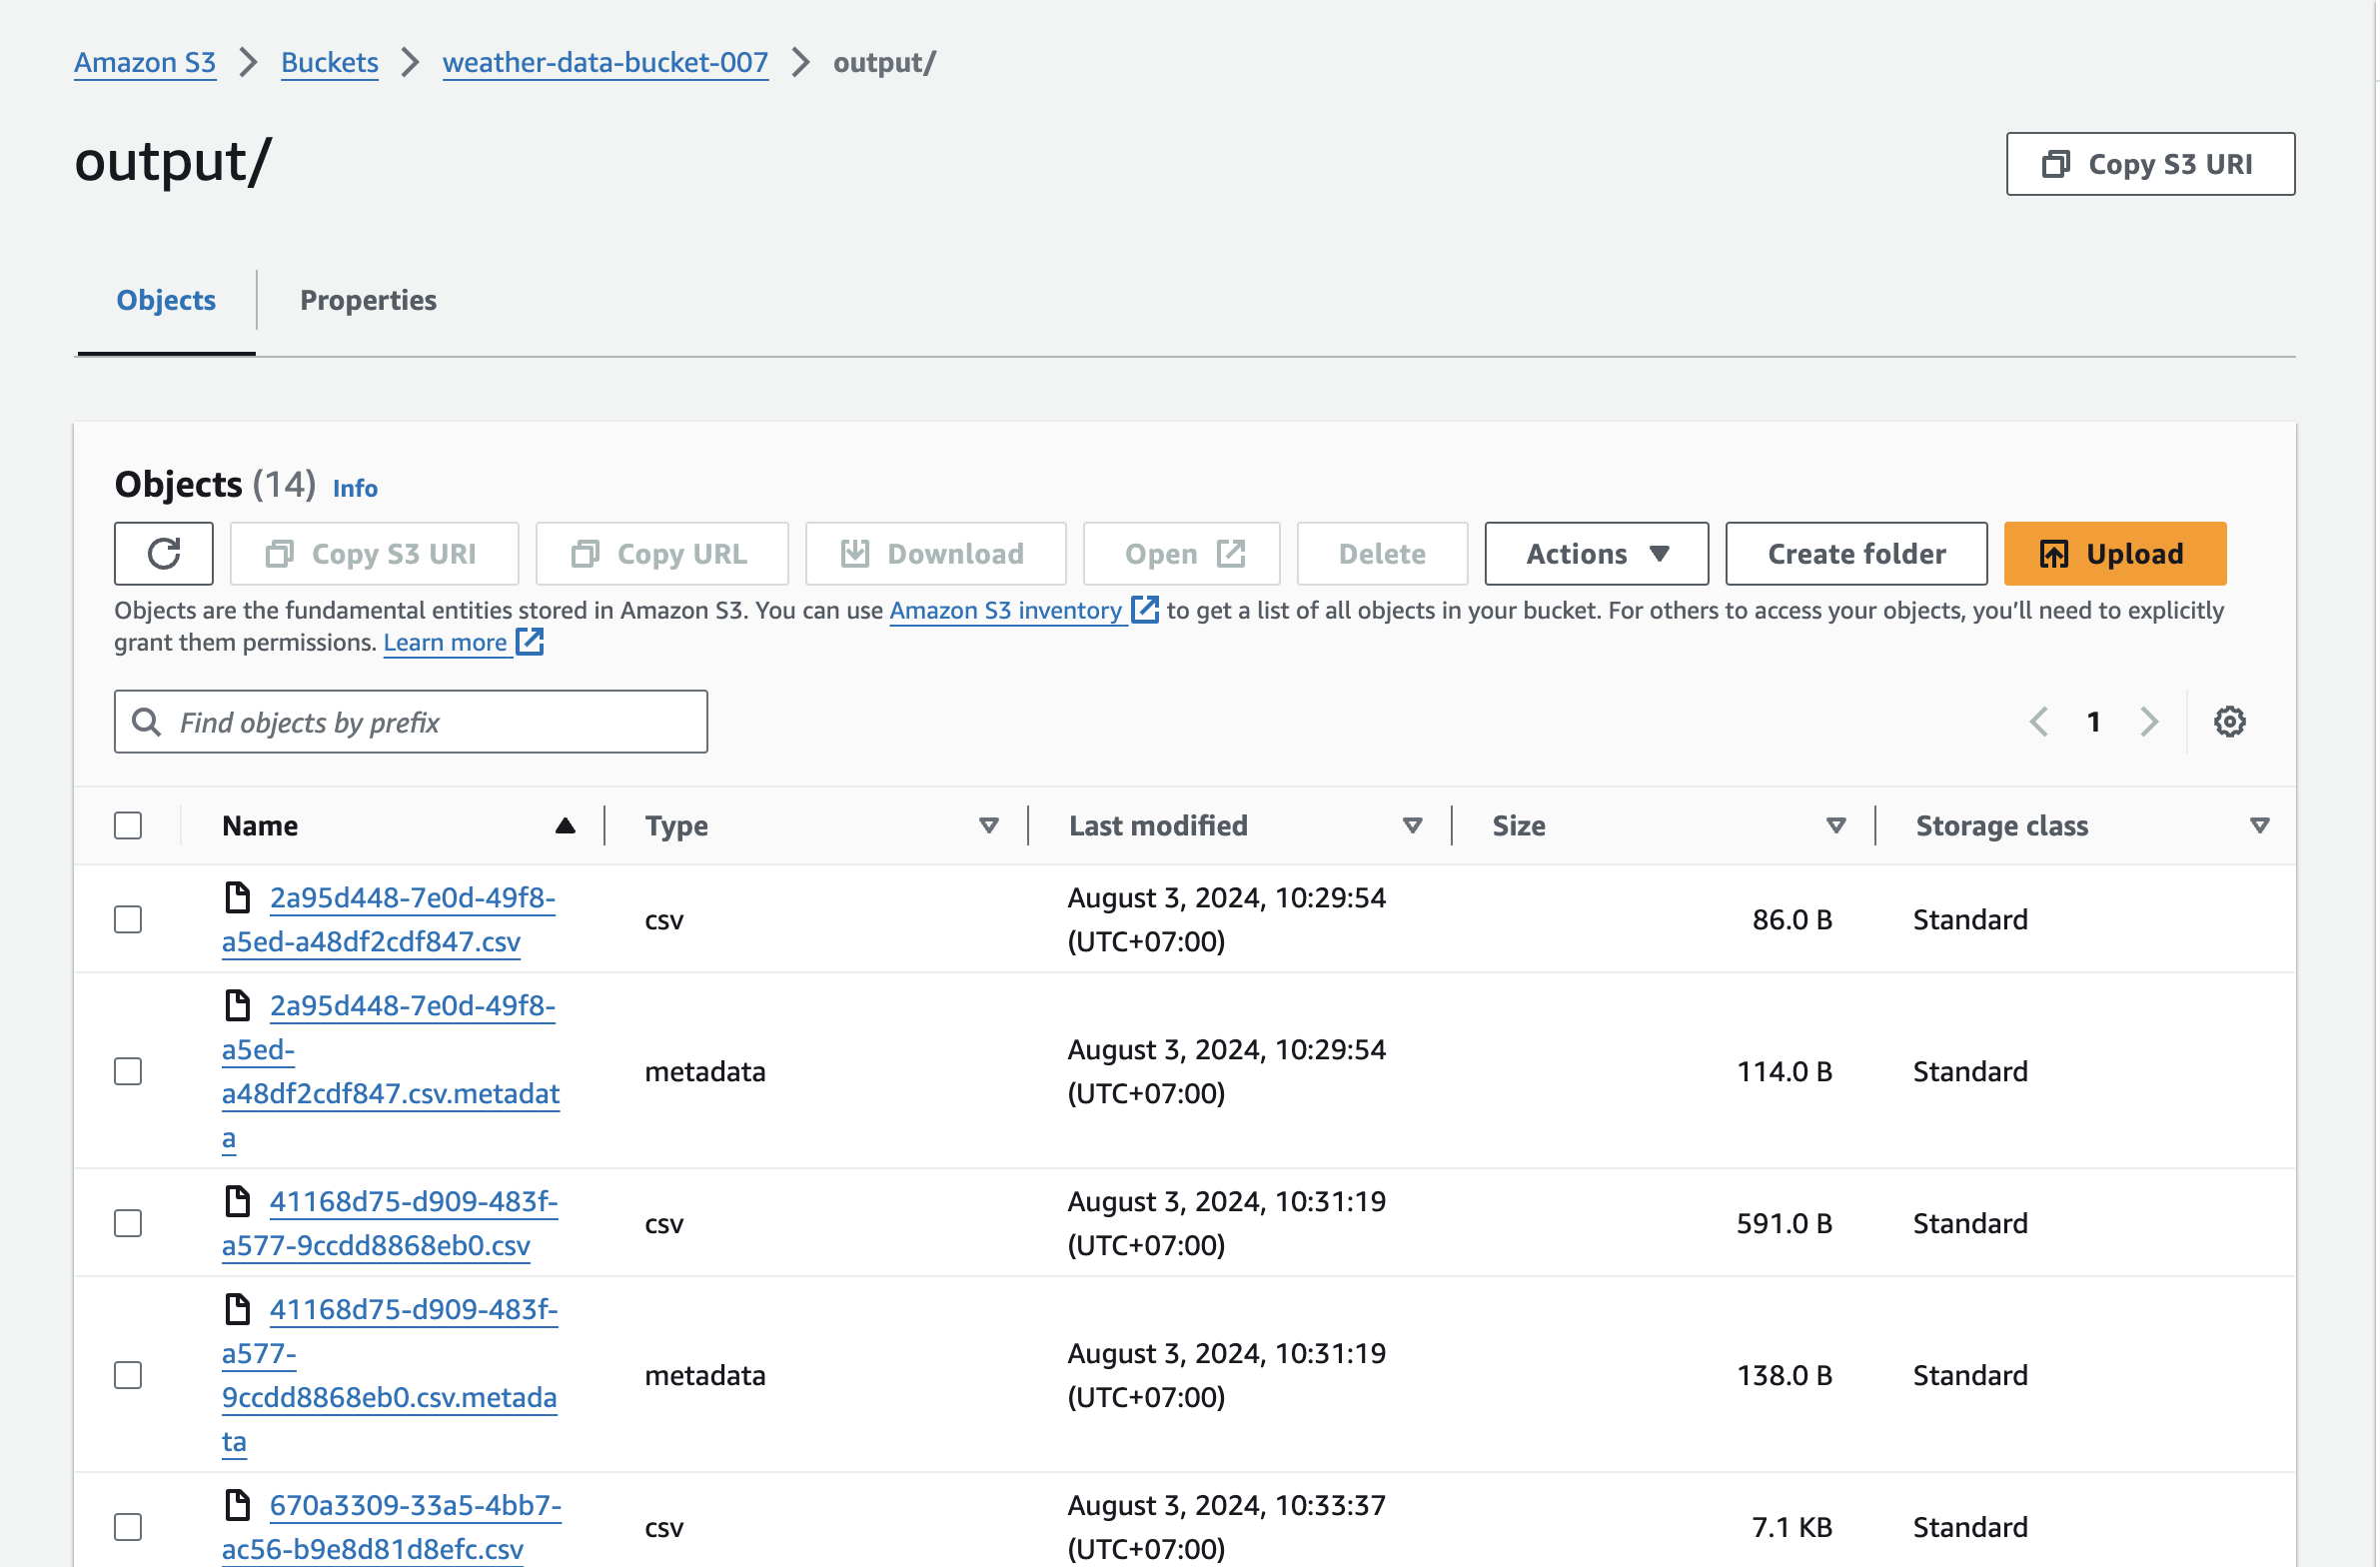 Amazon S3 > Buckets > weather-data-bucket-007 > output/
output/
Copy S3 URI
Objects
Properties
Objects (14) Info
Copy S3 URI
Copy URL
Download
Open
Delete
Actions
Create folder
Upload
Objects are the fundamental entities stored in Amazon S3. You can use Amazon S3 inventory to get a list of all objects in your bucket. For others to access your objects, you’ll need to explicitly
grant them permissions. Learn more
Find objects by prefix
1
Name
Type
Last modified
Size
Storage class
2a95d448-7e0d-49f8-
a5ed-a48df2cdf847.csv
csv
August 3, 2024, 10:29:54
(UTC+07:00)
86.0 B
Standard
2a95d448-7e0d-49f8-
a5ed-
a48df2cdf847.csv.metadat
a
metadata
August 3, 2024, 10:29:54
(UTC+07:00)
114.0 B
Standard
41168d75-d909-483f-
a577-9ccdd8868eb0.csv
csv
August 3, 2024, 10:31:19
(UTC+07:00)
591.0 B
Standard
41168d75-d909-483f-
a577-
9ccdd8868eb0.csv.metada
ta
metadata
August 3, 2024, 10:31:19
(UTC+07:00)
138.0 B
Standard
670a3309-33a5-4bb7-
ac56-b9e8d81d8efc.csv
csv
August 3, 2024, 10:33:37
(UTC+07:00)
7.1 KB
Standard